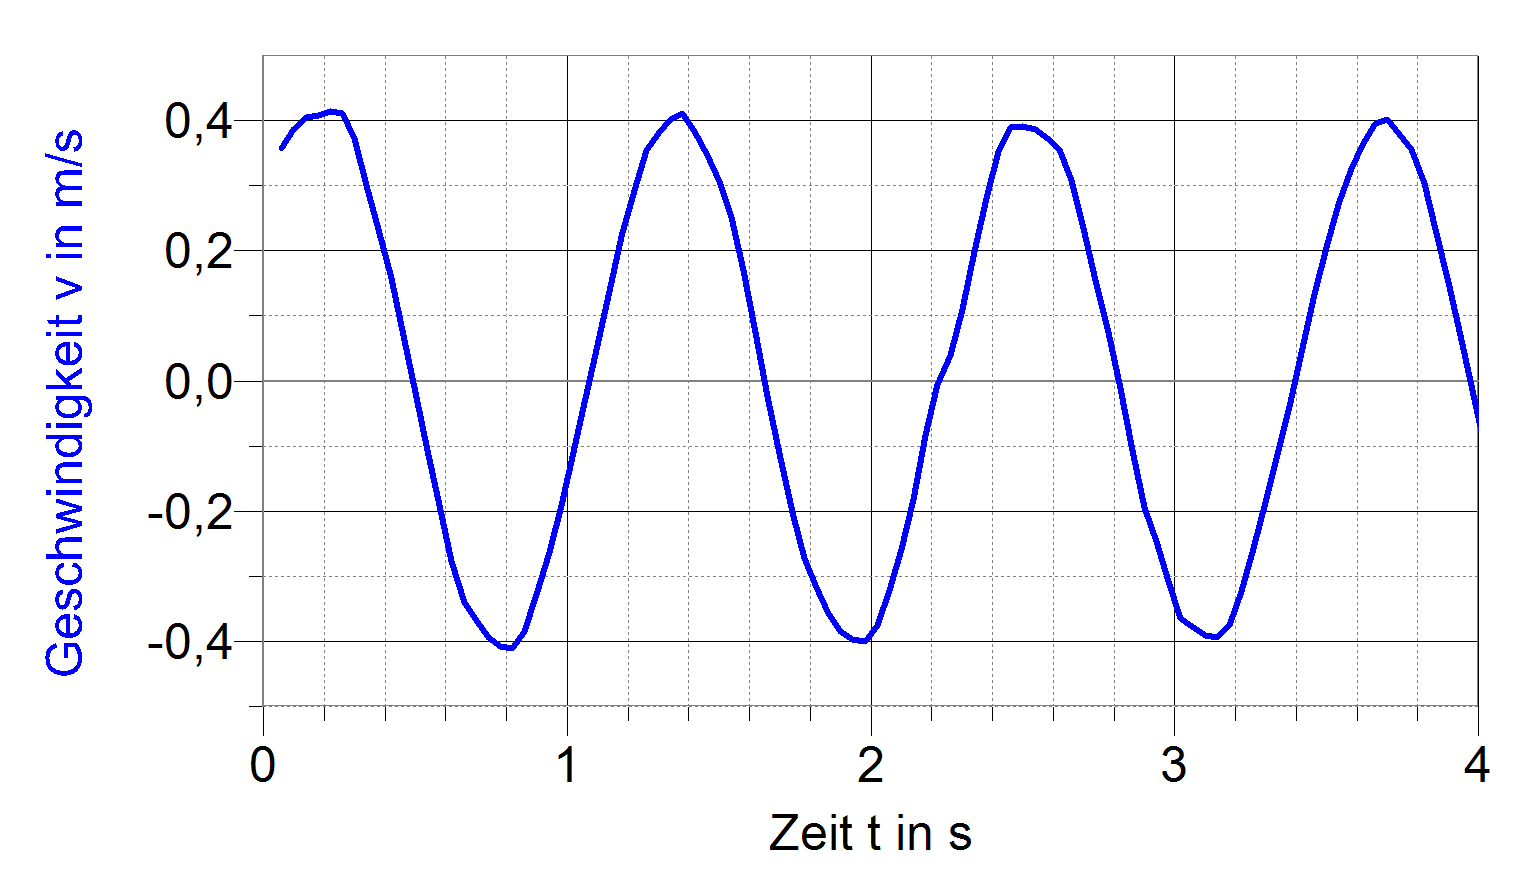 Geschwindigkeit v in m/s
0,4
0,2
0,0
-0,2
-0,4
0 1 2 3 4
Zeit t in s